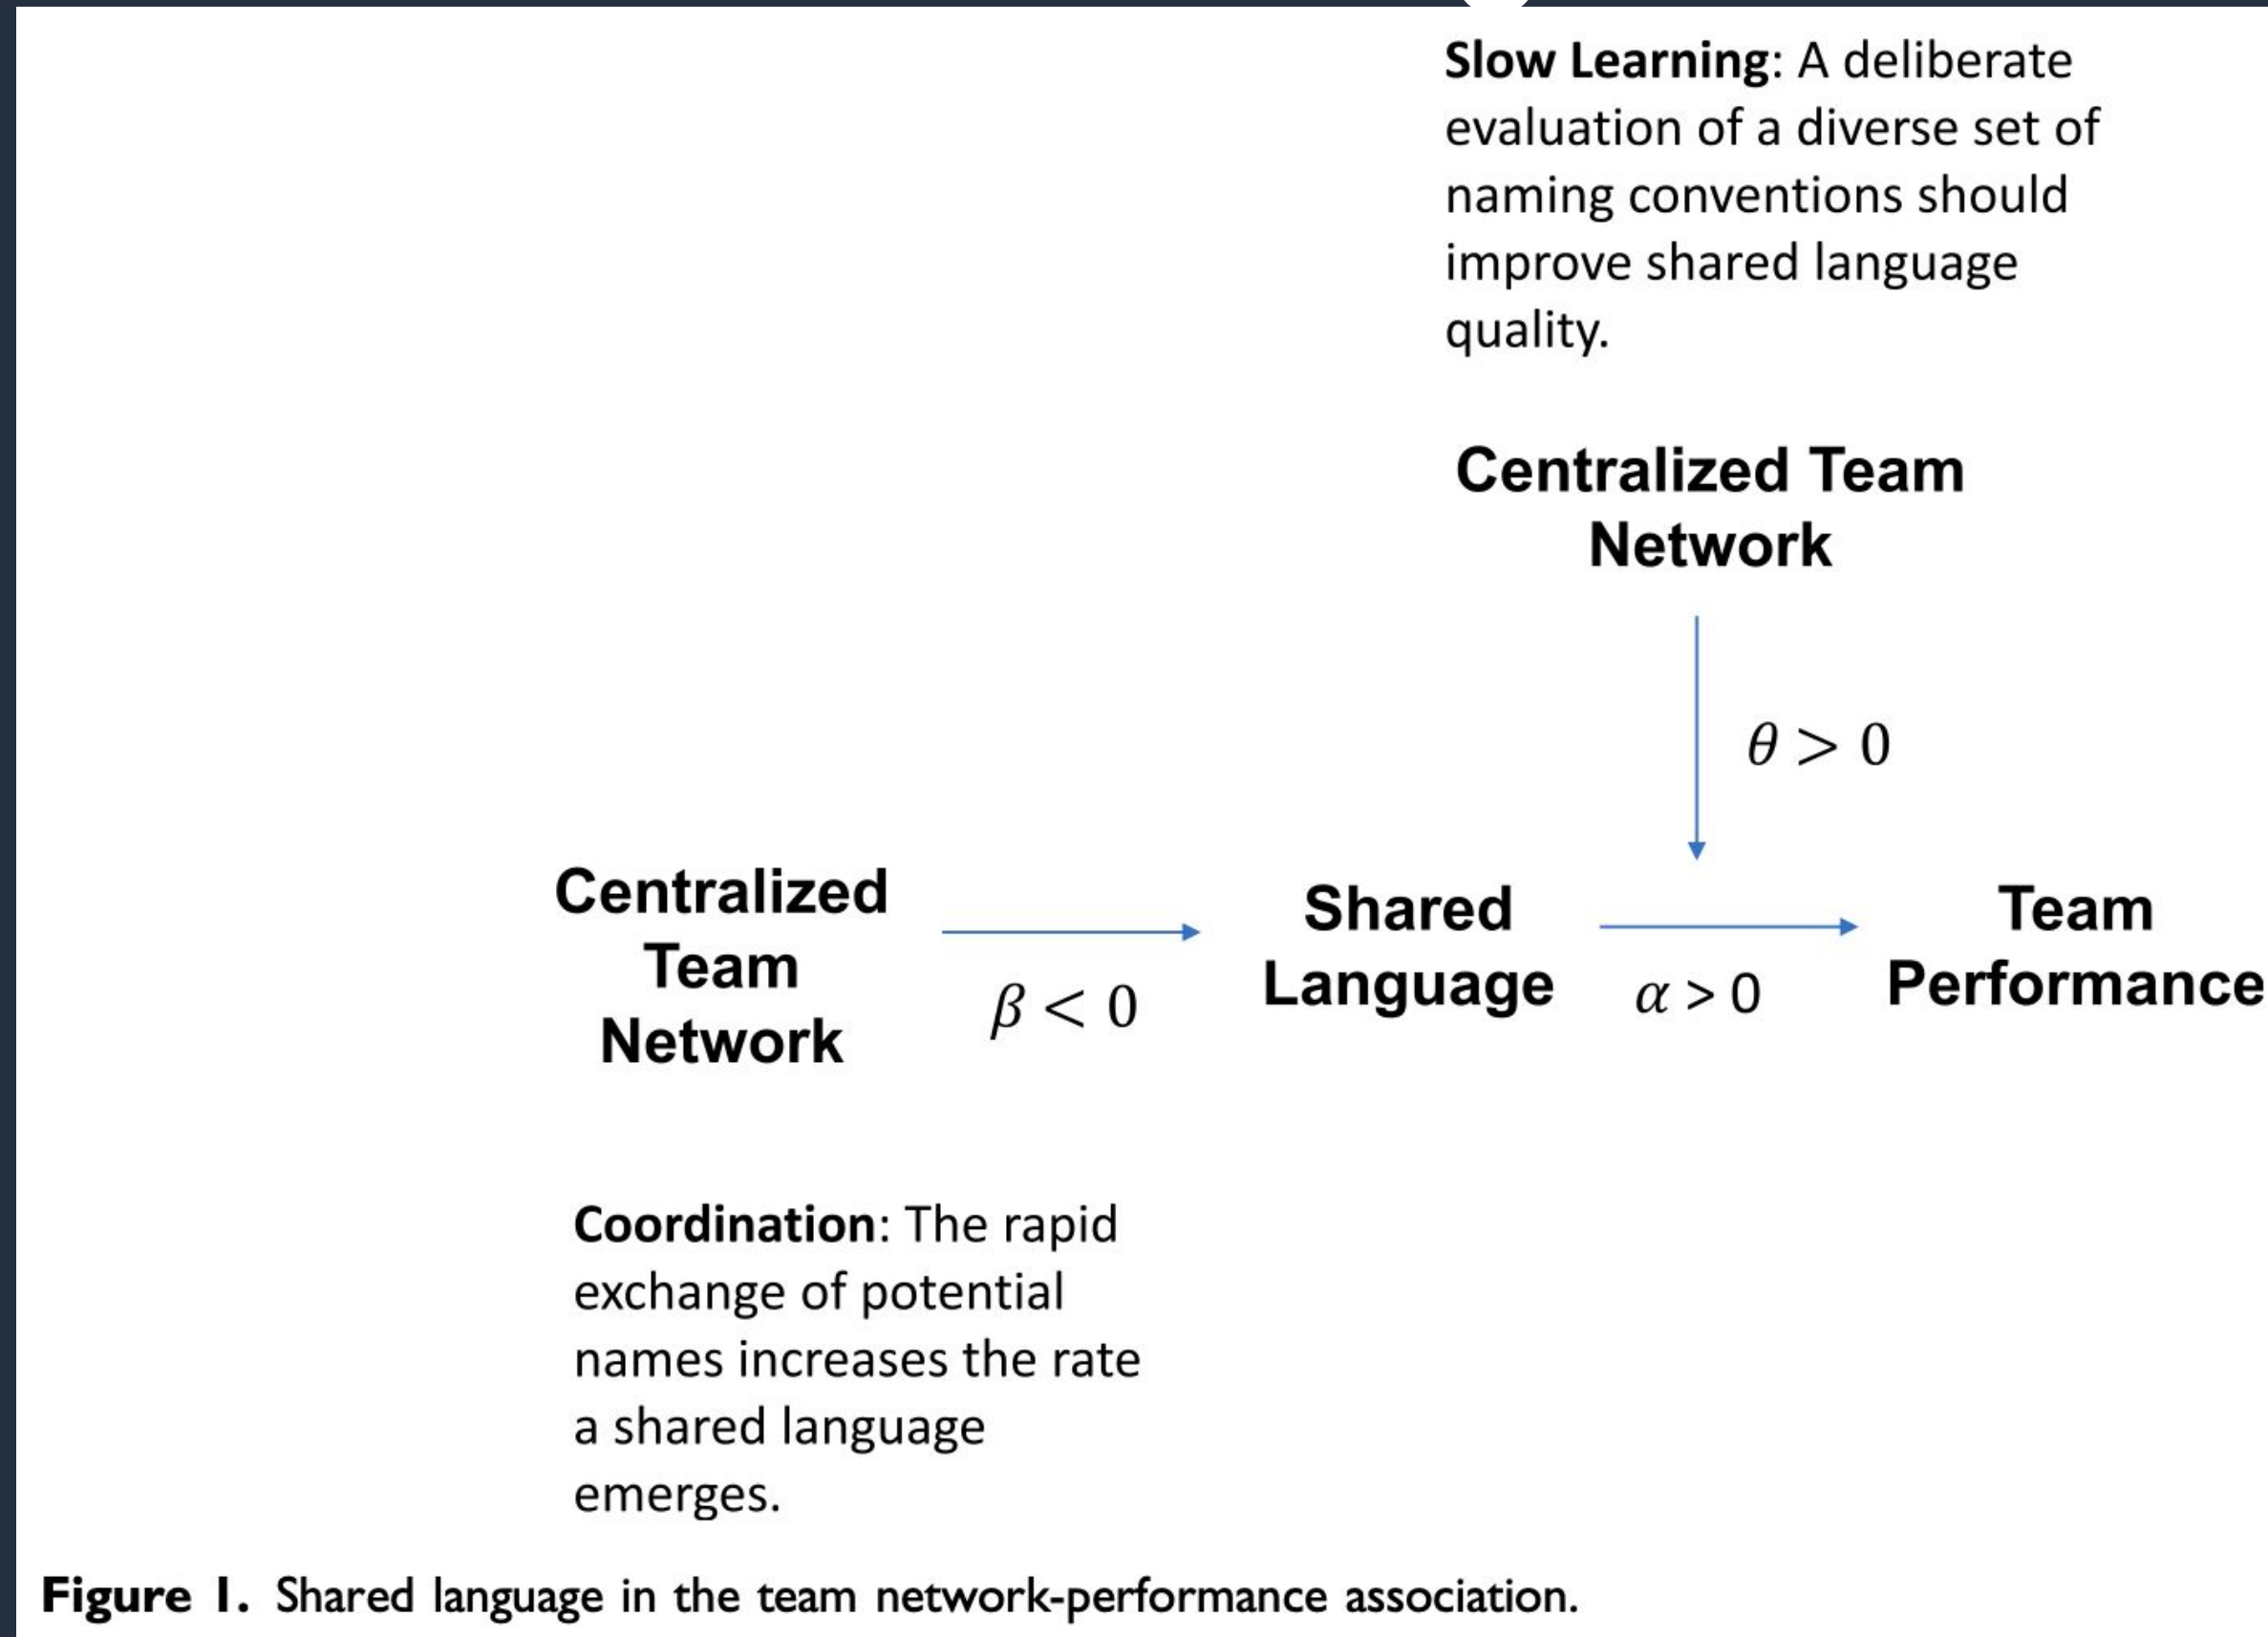 Slow Learning: A deliberate
evaluation of a diverse set of
naming conventions should
improve shared language
quality.
Centralized Team
Network
θ > 0
Centralized
Team
Network
β < 0
Shared
Language
α > 0
Team
Performance
Coordination: The rapid
exchange of potential
names increases the rate
a shared language
emerges.
Figure 1. Shared language in the team network-performance association.